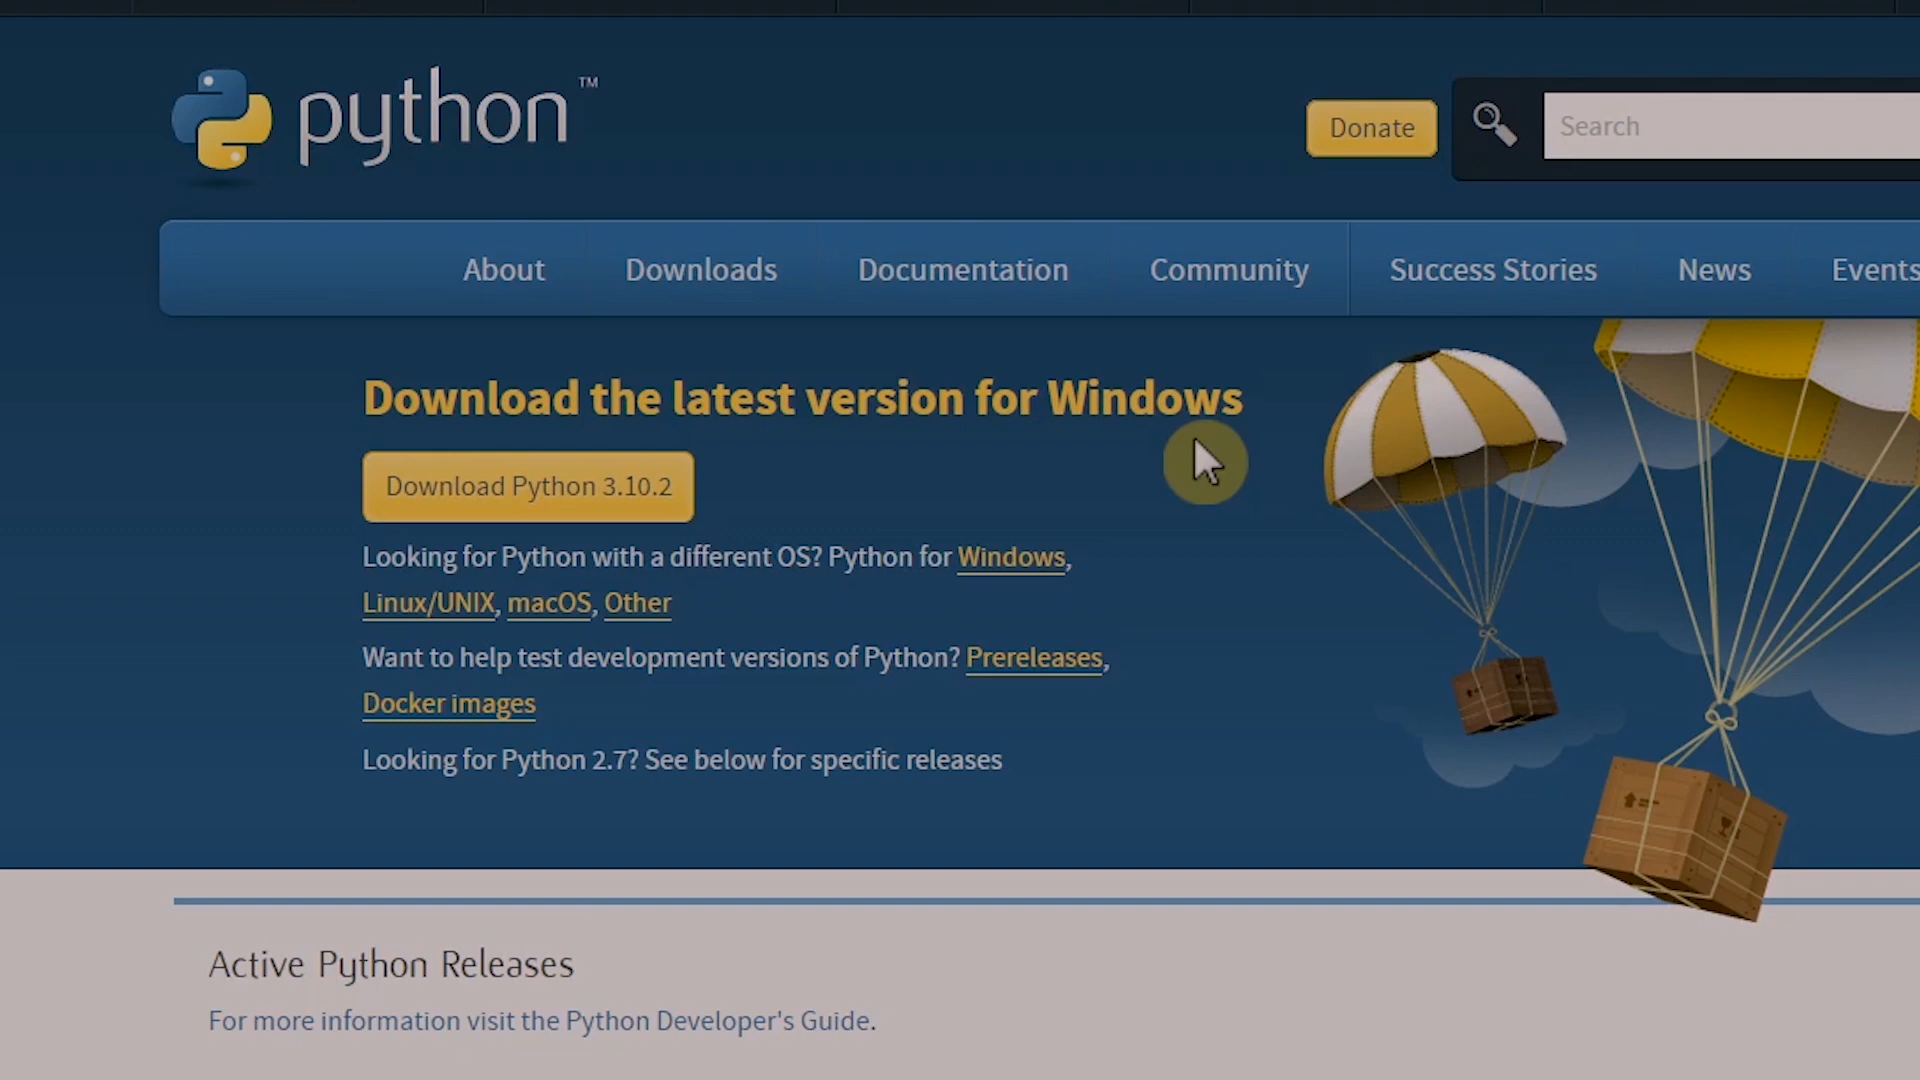 python™
Donate
Search
About Downloads Documentation Community Success Stories News Events
Download the latest version for Windows
Download Python 3.10.2
Looking for Python with a different OS? Python for Windows,
Linux/UNIX, macOS, Other
Want to help test development versions of Python? Prereleases,
Docker images
Looking for Python 2.7? See below for specific releases
Active Python Releases
For more information visit the Python Developer's Guide.